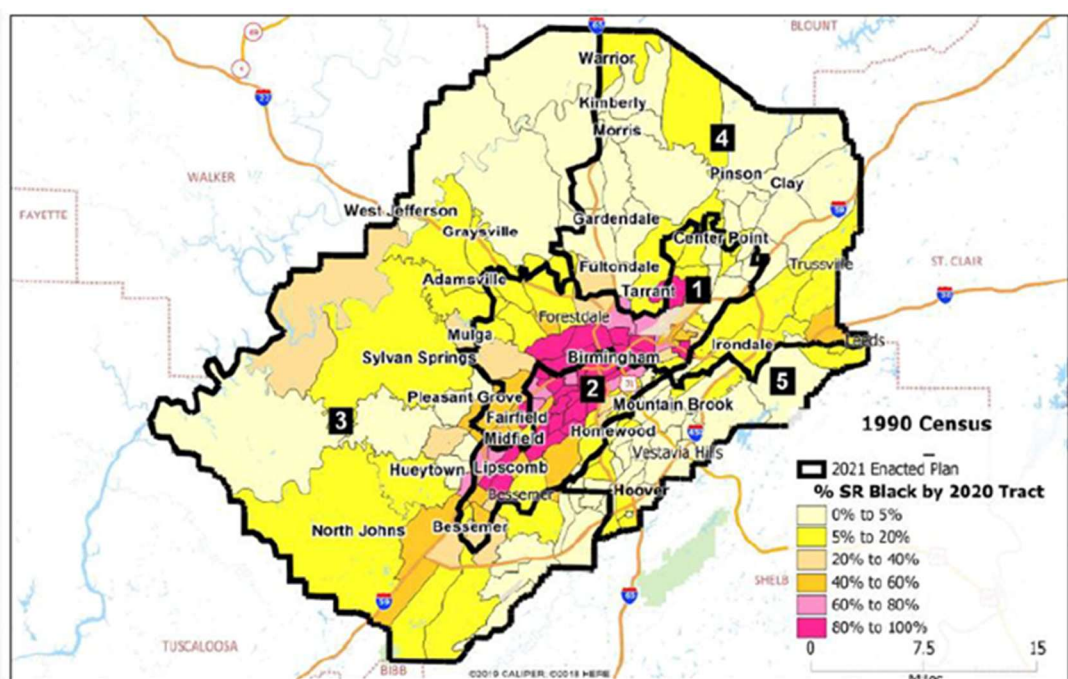 BLOUNT
65
Warrior
Kimberly
Morris
4
WALKER
Pinson
Clay
FAYETTE
West Jefferson
Gardendale
Graysville
Center Point
Fultondale
Trussville
ST. CLAIR
Adamsville
Tarrant
1
Forestdale
Mulga
Birmingham
Irondale
Leeds
Sylvan Springs
2
5
Pleasant Grove
Mountain Brook
3
Fairfield
1990 Census
Midfield
Homewood
Vestavia Hills
Hueytown
Lipscomb
2021 Enacted Plan
Bessemer
Hoover
% SR Black by 2020 Tract
North Johns
Bessemer
0% to 5%
5% to 20%
20% to 40%
SHELB
40% to 60%
59
65
60% to 80%
80% to 100%
TUSCALOOSA
0 7.5 15
BIBB
©2019 CALIPER; ©2018 HERE